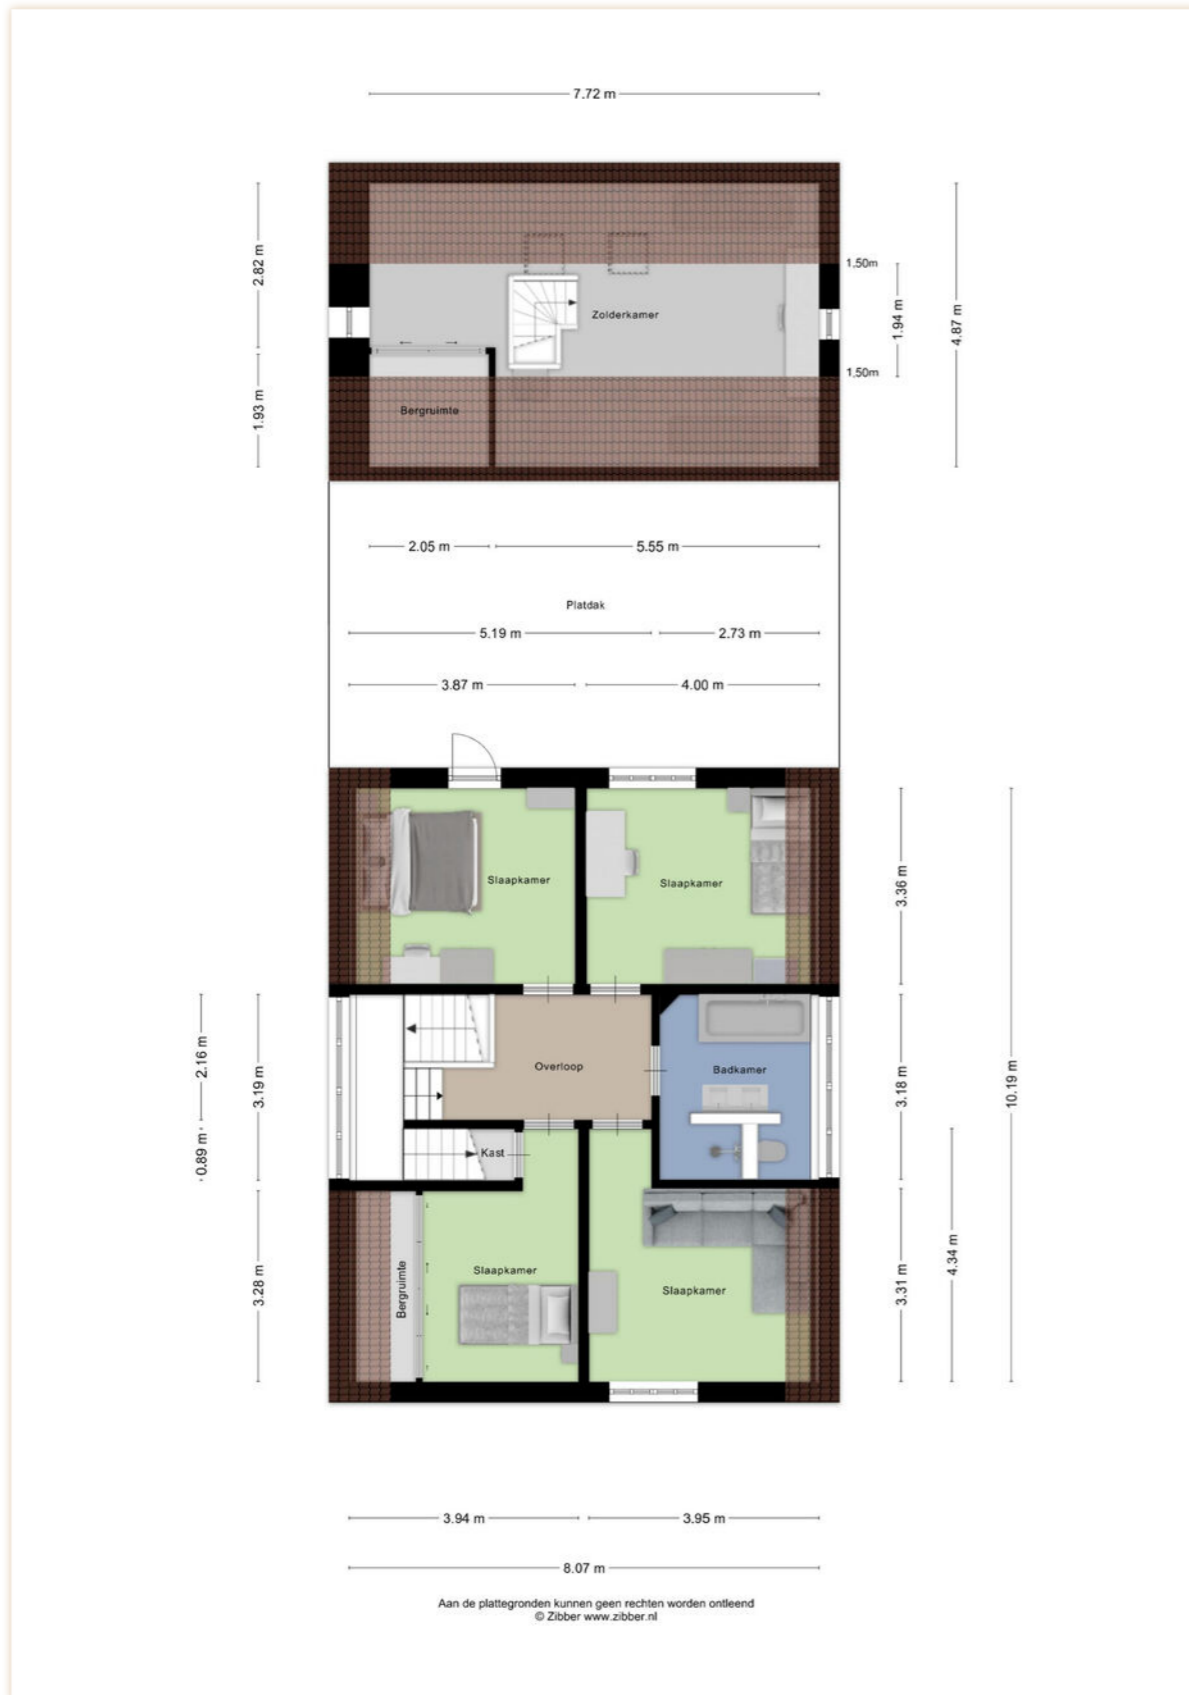 7.72 m
2.82 m
1.50m
Zolderkamer
1.94 m
4.87 m
1.50m
1.93 m
Bergruimte
2.05 m
5.55 m
Platdak
5.19 m
2.73 m
3.87 m
4.00 m
Slaapkamer
Slaapkamer
3.36 m
2.16 m
3.19 m
Overloop
Badkamer
3.18 m
10.19 m
0.89 m
Kast
Bergruimte
Slaapkamer
Slaapkamer
3.28 m
3.31 m
4.34 m
3.94 m
3.95 m
8.07 m
Aan de plattegronden kunnen geen rechten worden ontleend
© Zibber www.zibber.nl